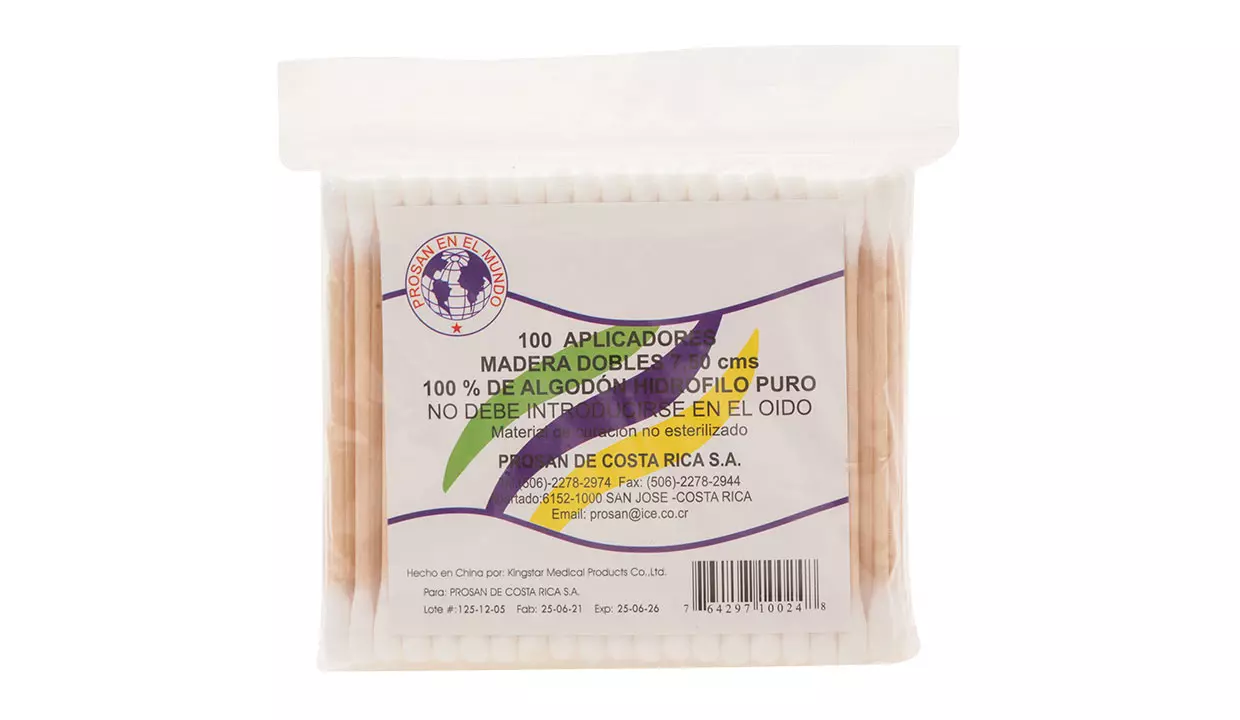 PROSAN EN EL MUNDO
100 APLICADORES
MADERA DOBLES 7.50 cms
100 % DE ALGODÓN HIDROFILO PURO
NO DEBE INTRODUCIRSE EN EL OIDO
Material de curación no esterilizado
PROSAN DE COSTA RICA S.A.
(506)-2278-2974 Fax: (506)-2278-2944
Apartado:6152-1000 SAN JOSE -COSTA RICA
Email: prosan@ice.co.cr
Hecho en China por: Kingstar Medical Products Co.,Ltd.
Para: PROSAN DE COSTA RICA S.A.
Lote #:125-12-05 Fab: 25-06-21 Exp: 25-06-26
7 64297 10024 8